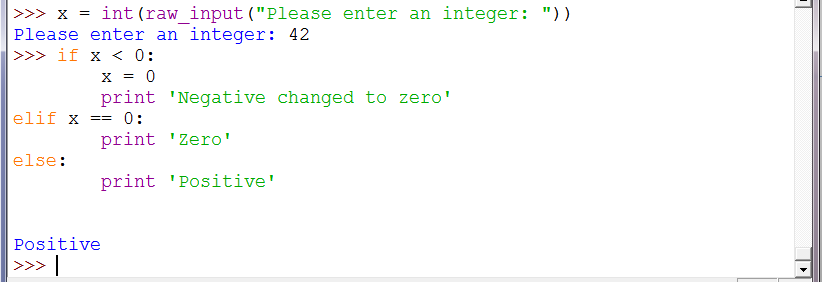 >>> x = int(raw_input("Please enter an integer: "))
Please enter an integer: 42
>>> if x < 0:
        x = 0
        print 'Negative changed to zero'
elif x == 0:
        print 'Zero'
else:
        print 'Positive'
Positive
>>>